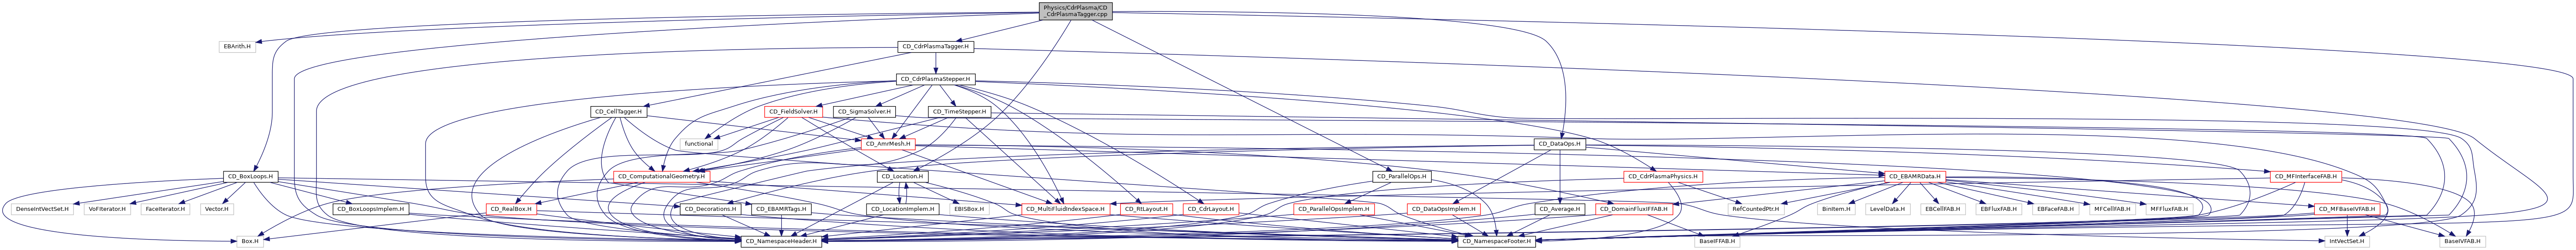 Physics/CdrPlasma/CD
_CdrPlasmaTagger.cpp
EBArith.H
CD_CdrPlasmaTagger.H
CD_CdrPlasmaStepper.H
CD_CellTagger.H
CD_FieldSolver.H
CD_SigmaSolver.H
CD_TimeStepper.H
functional
CD_AmrMesh.H
CD_DataOps.H
CD_BoxLoops.H
CD_ComputationalGeometry.H
CD_Location.H
CD_ParallelOps.H
CD_CdrPlasmaPhysics.H
CD_EBAMRData.H
CD_MFInterfaceFAB.H
DenseIntVectSet.H
VoFIterator.H
FaceIterator.H
Vector.H
CD_BoxLoopsImplem.H
CD_RealBox.H
CD_Decorations.H
CD_EBAMRTags.H
CD_LocationImplem.H
EBISBox.H
CD_MultiFluidIndexSpace.H
CD_RtLayout.H
CD_CdrLayout.H
CD_ParallelOpsImplem.H
CD_DataOpsImplem.H
CD_Average.H
CD_DomainFluxIFFAB.H
RefCountedPtr.H
BinItem.H
LevelData.H
EBCellFAB.H
EBFluxFAB.H
EBFaceFAB.H
MFCellFAB.H
MFFluxFAB.H
CD_MFBaseIVFAB.H
Box.H
CD_NamespaceHeader.H
CD_NamespaceFooter.H
BaseIFFAB.H
IntVectSet.H
BaseIVFAB.H